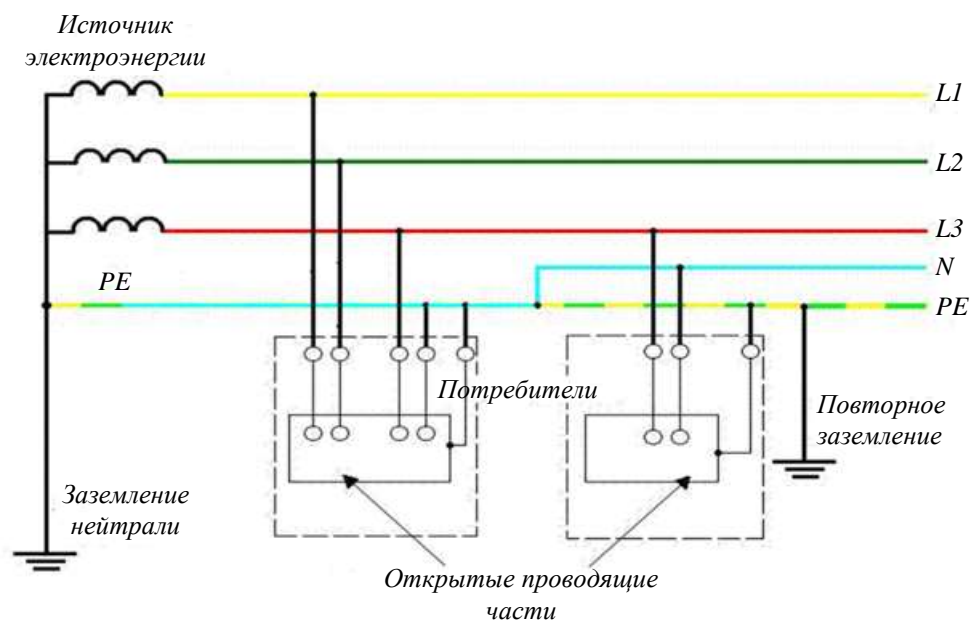 Источник
электроэнергии
L1
L2
L3
N
PE
PE
Потребители
Повторное
заземление
Заземление
нейтрали
Открытые проводящие
части